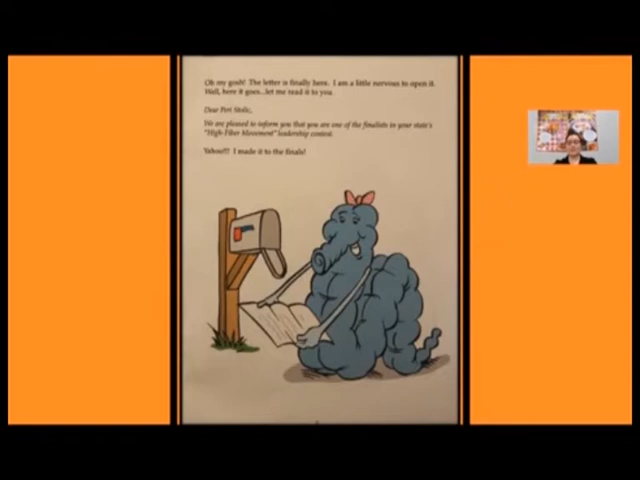 Oh my gosh! The letter is finally here. I am a little nervous to open it.
Well, here it goes...let me read it to you.
Dear Peri Stoltz,
We are pleased to inform you that you are one of the finalists in your state's
"High-Fiber Movement" leadership contest.
Yahoo!!! I made it to the finals!